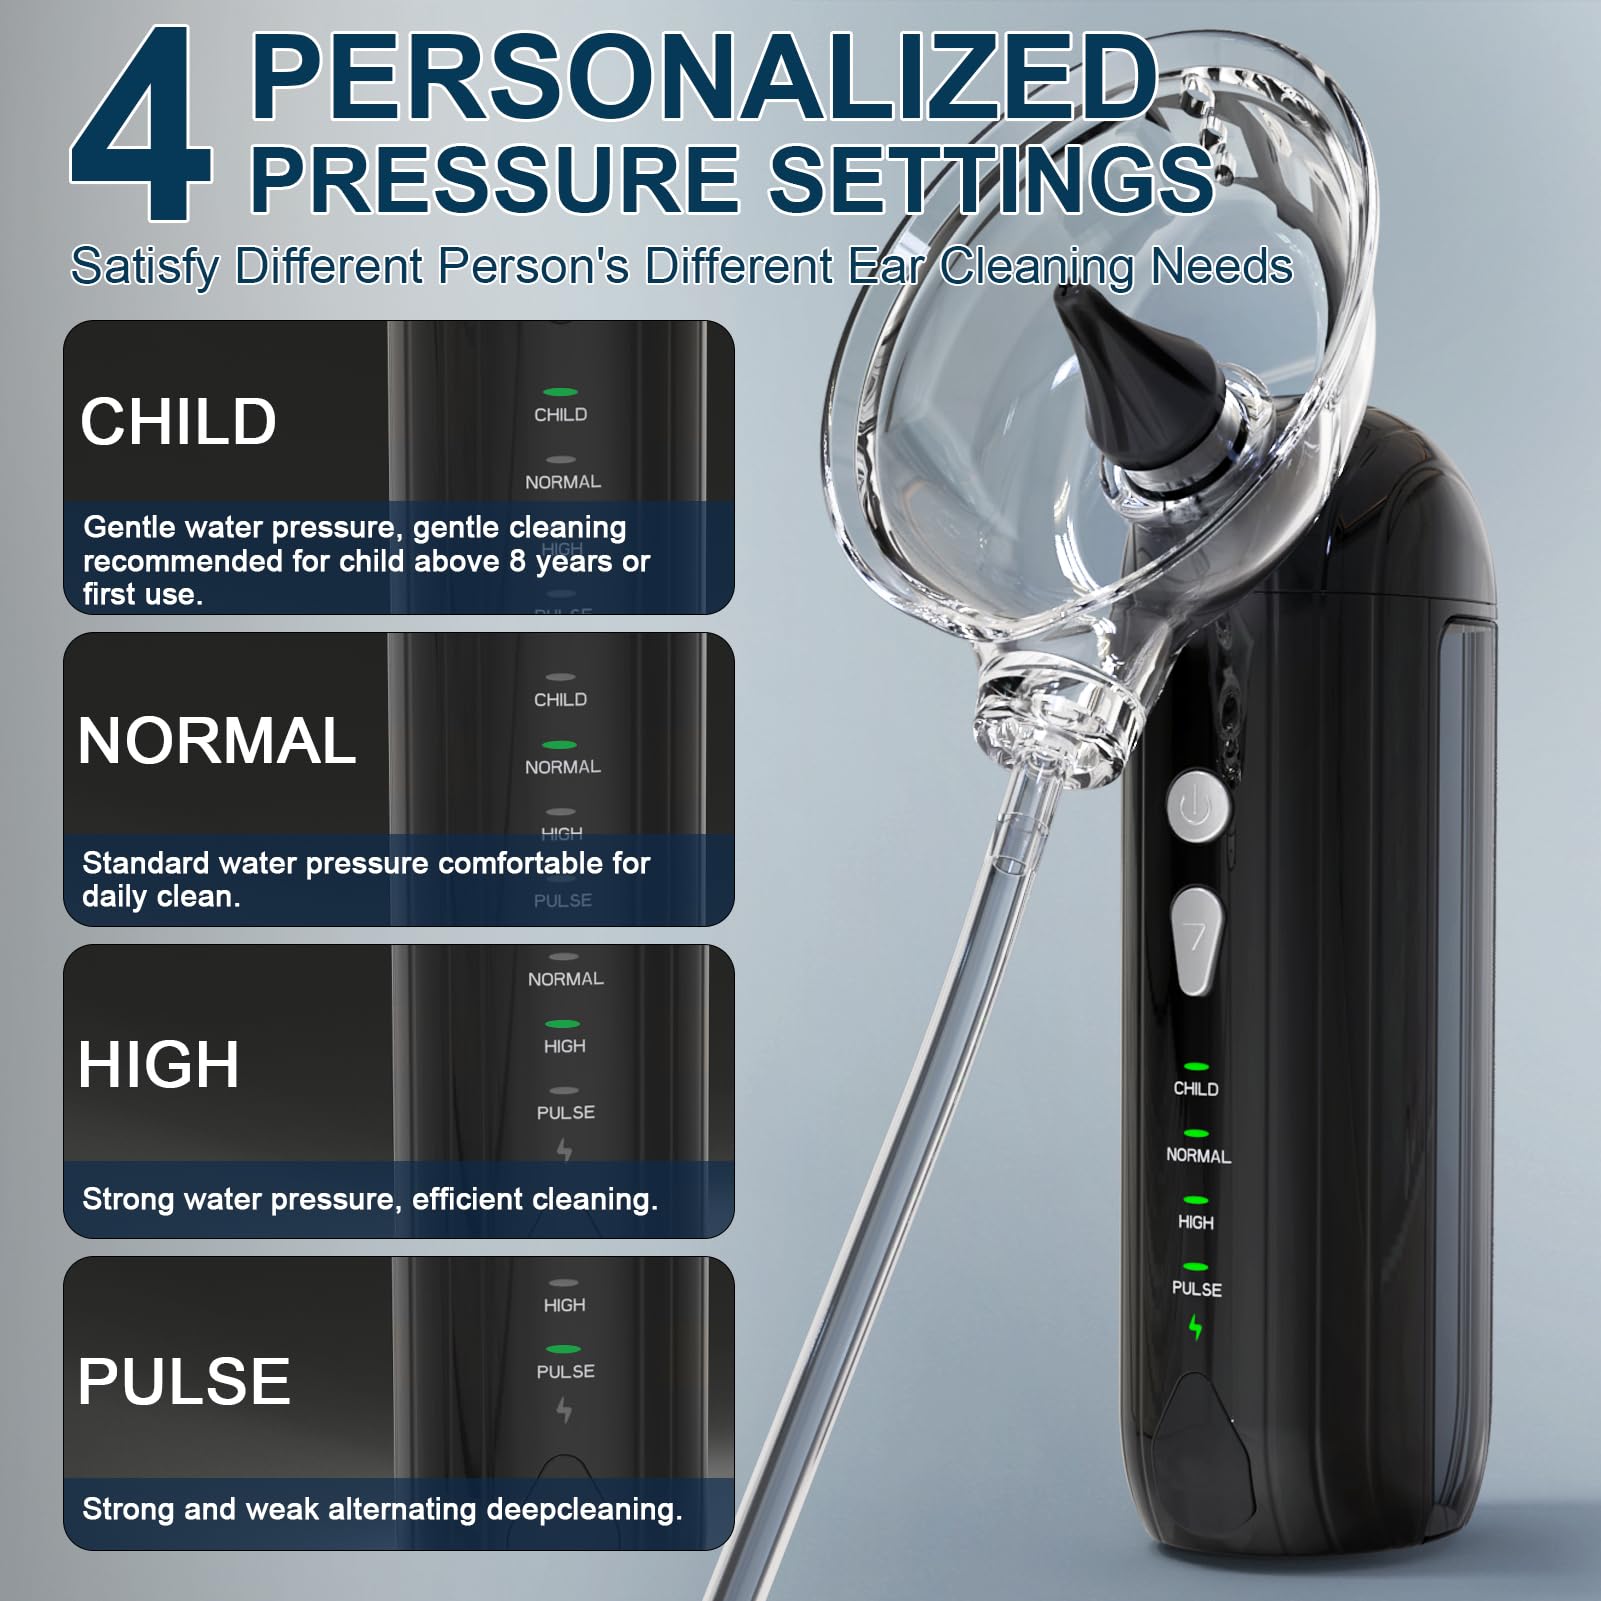 4 PERSONALIZED
PRESSURE SETTINGS
Satisfy Different Person's Different Ear Cleaning Needs
CHILD
CHILD
NORMAL
HIGH
PULSE
Gentle water pressure, gentle cleaning
recommended for child above 8 years or
first use.
NORMAL
CHILD
NORMAL
HIGH
PULSE
Standard water pressure comfortable for
daily clean.
HIGH
NORMAL
HIGH
PULSE
Strong water pressure, efficient cleaning.
PULSE
HIGH
PULSE
Strong and weak alternating deepcleaning.
CHILD
NORMAL
HIGH
PULSE